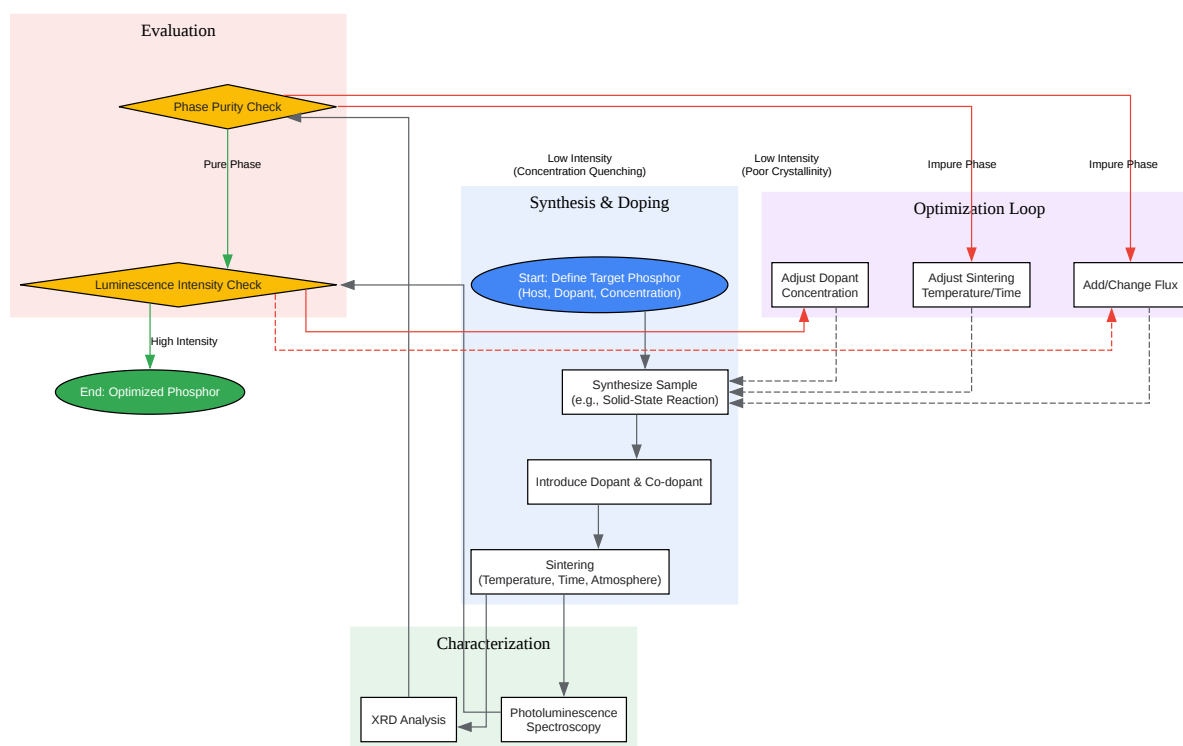 Evaluation
Phase Purity Check
Pure Phase
Luminescence Intensity Check
High Intensity
End: Optimized Phosphor
Low Intensity
(Concentration Quenching)
Low Intensity
(Poor Crystallinity)
Impure Phase
Impure Phase
Synthesis & Doping
Start: Define Target Phosphor
(Host, Dopant, Concentration)
Synthesize Sample
(e.g., Solid-State Reaction)
Introduce Dopant & Co-dopant
Sintering
(Temperature, Time, Atmosphere)
Optimization Loop
Adjust Dopant
Concentration
Adjust Sintering
Temperature/Time
Add/Change Flux
Characterization
XRD Analysis
Photoluminescence
Spectroscopy